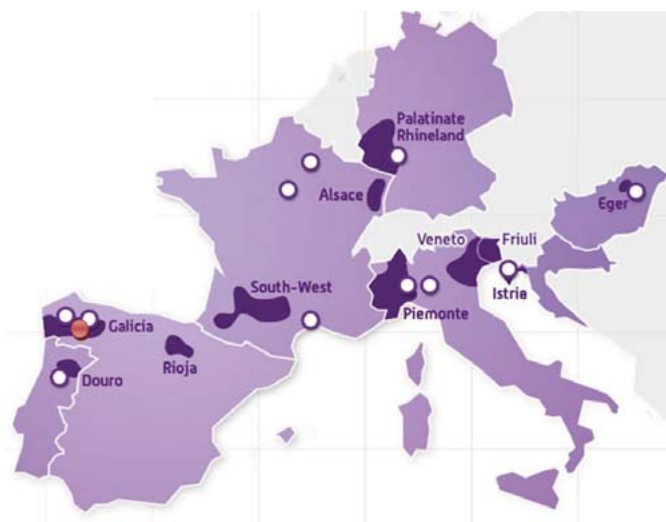 Palatinate
Rhineland
Alsace
Eger
Veneto
Friuli
Istrie
South-West
Piemonte
Galicia
Rioja
Douro